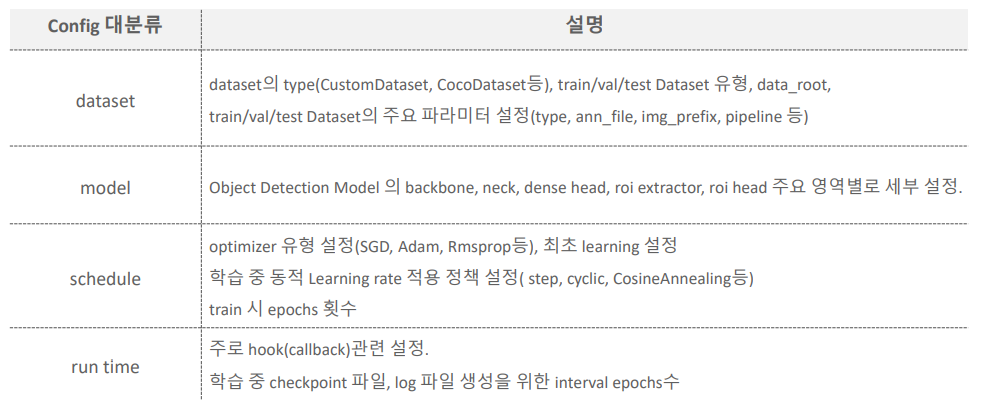 Config 대분류 설명
dataset
dataset의 type(CustomDataset, CocoDataset등), train/val/test Dataset 유형, data_root,
train/val/test Dataset의 주요 파라미터 설정(type, ann_file, img_prefix, pipeline 등)
model
Object Detection Model 의 backbone, neck, dense head, roi extractor, roi head 주요 영역별로 세부 설정.
schedule
optimizer 유형 설정(SGD, Adam, Rmsprop등), 최초 learning 설정
학습 중 동적 Learning rate 적용 정책 설정( step, cyclic, CosineAnnealing등)
train 시 epochs 횟수
run time
주로 hook(callback)관련 설정.
학습 중 checkpoint 파일, log 파일 생성을 위한 interval epochs수